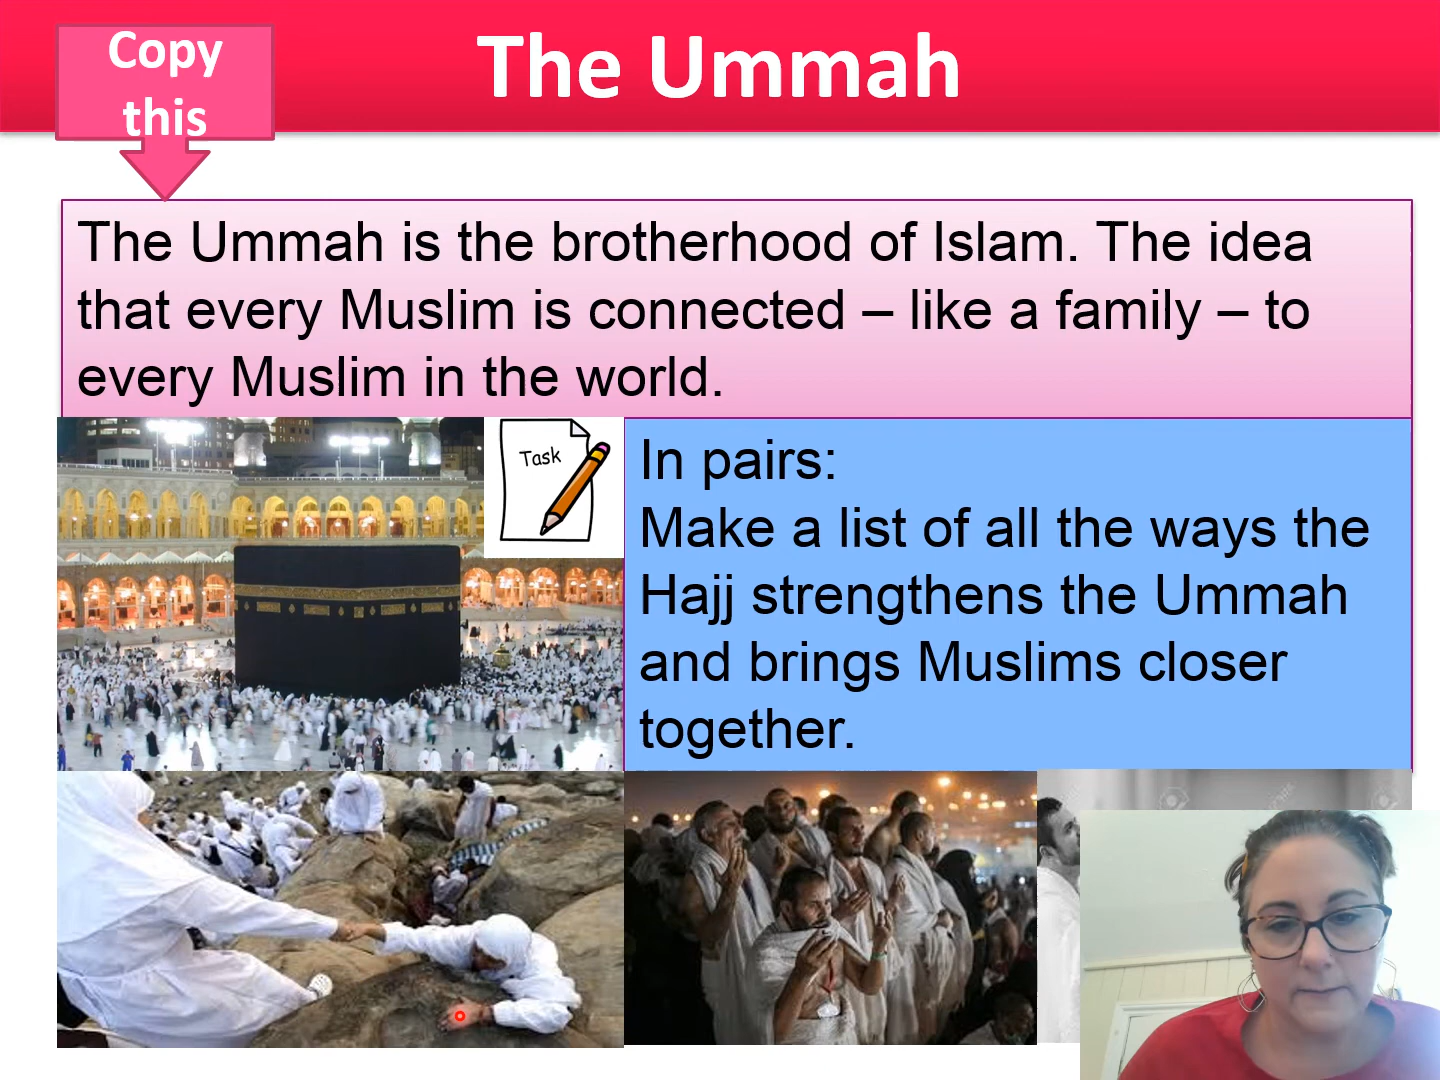 Copy
this
The Ummah
The Ummah is the brotherhood of Islam. The idea
that every Muslim is connected – like a family – to
every Muslim in the world.
Task
In pairs:
Make a list of all the ways the
Hajj strengthens the Ummah
and brings Muslims closer
together.